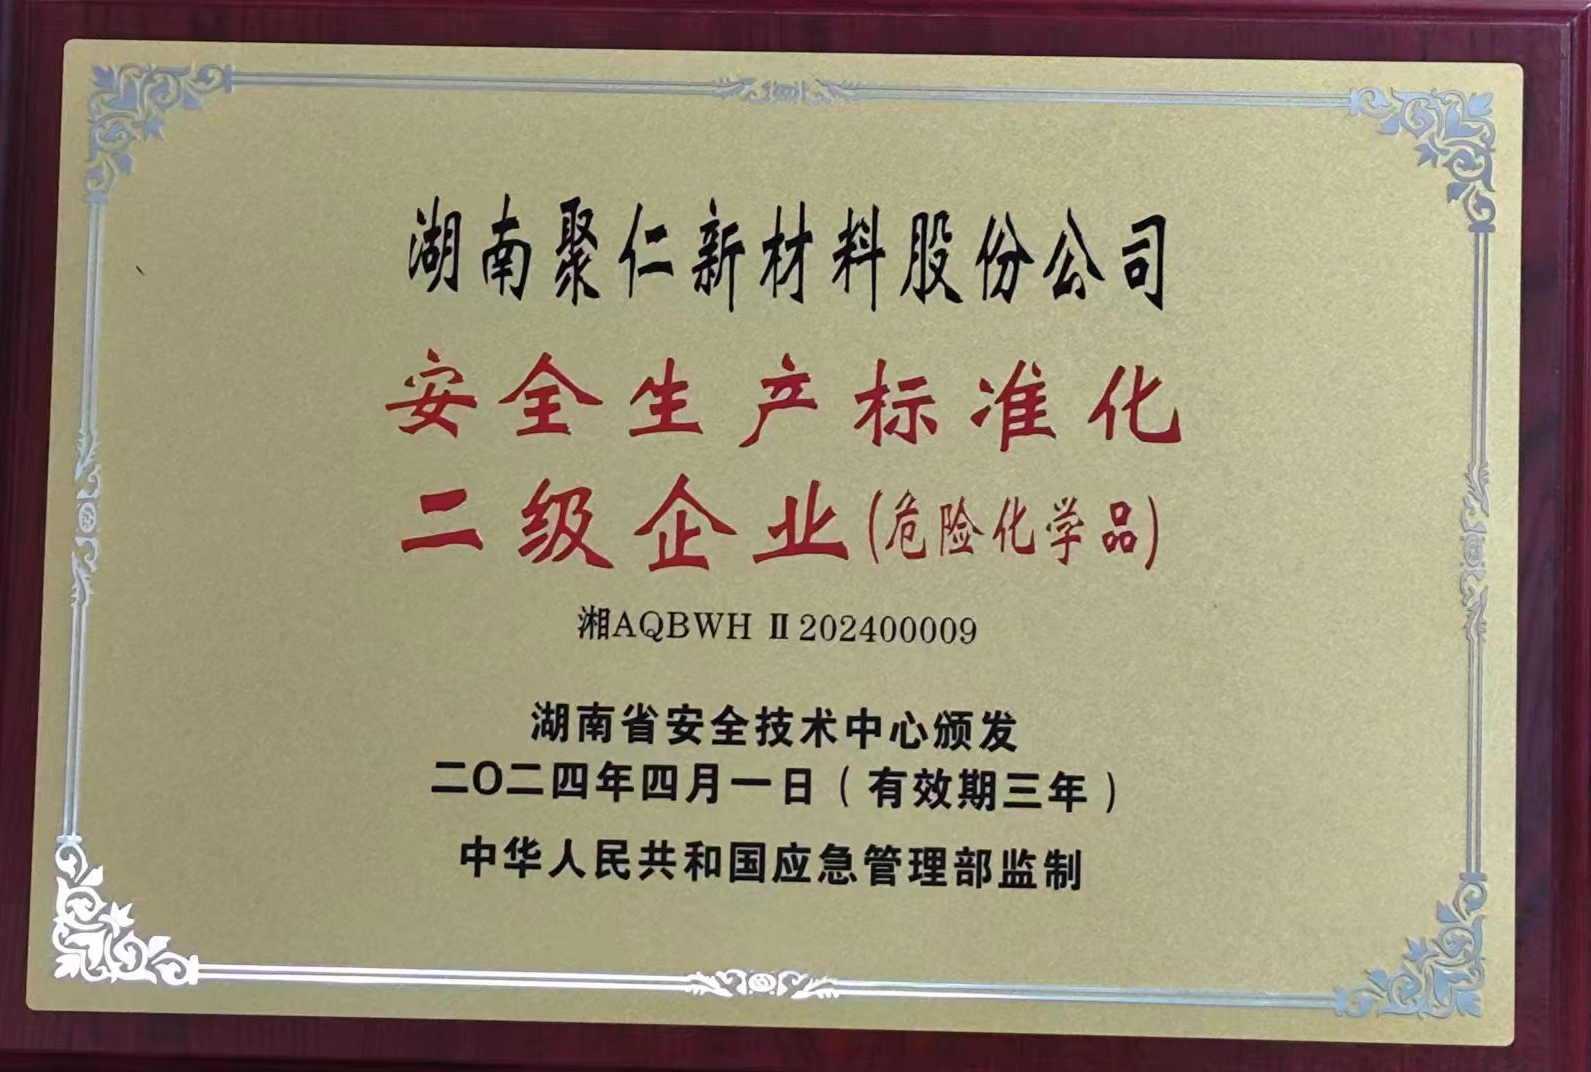 湖南聚仁新材料股份公司
安全生产标准化
二级企业(危险化学品)
湘AQBWH Ⅱ 202400009
湖南省安全技术中心颁发
二〇二四年四月一日(有效期三年)
中华人民共和国应急管理部监制